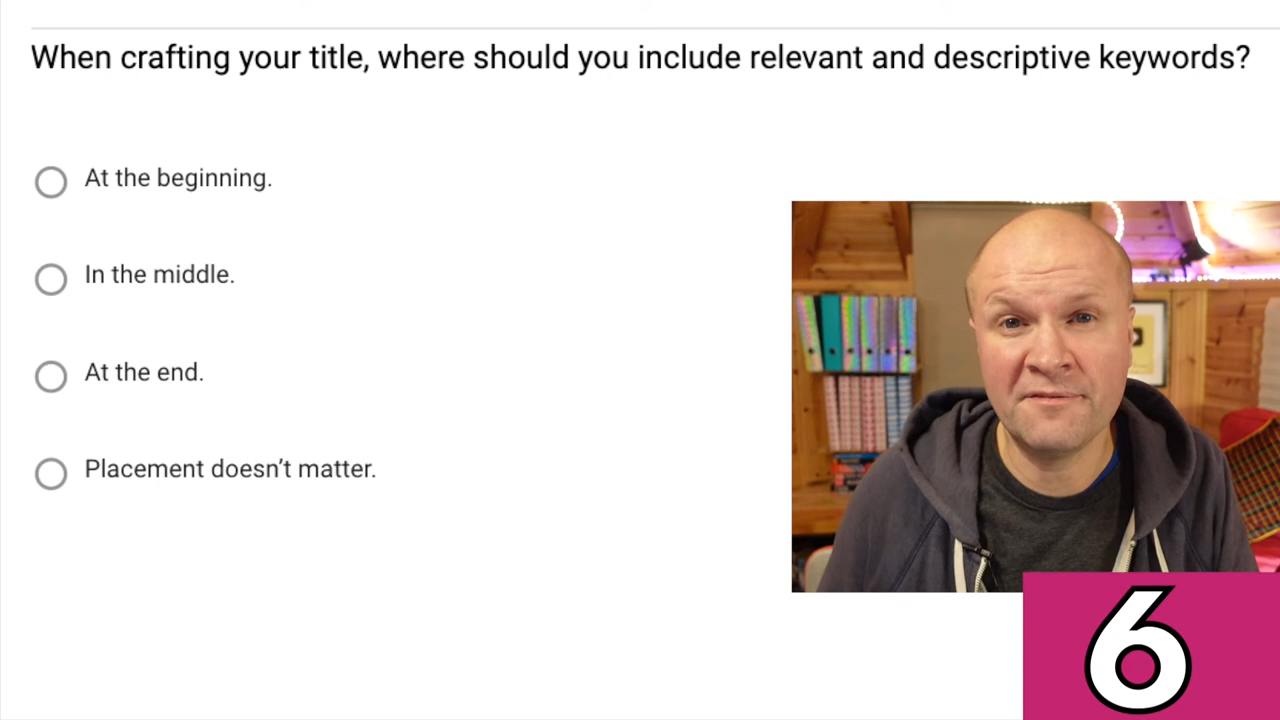 When crafting your title, where should you include relevant and descriptive keywords?
At the beginning.
In the middle.
At the end.
Placement doesn’t matter.
6